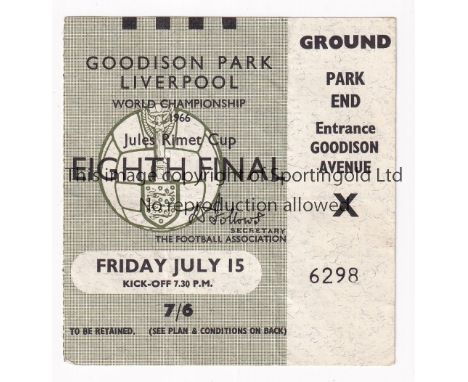 GOODISON PARK
LIVERPOOL
WORLD CHAMPIONSHIP
1966
Jules Rimet Cup
EIGHTH FINAL
This image copyright of Sportingold Ltd
No reproduction allowed
D Follows
SECRETARY
THE FOOTBALL ASSOCIATION
FRIDAY JULY 15
KICK-OFF 7.30 P.M.
7/6
TO BE RETAINED. (SEE PLAN & CONDITIONS ON BACK)
GROUND
PARK
END
Entrance
GOODISON
AVENUE
X
6298